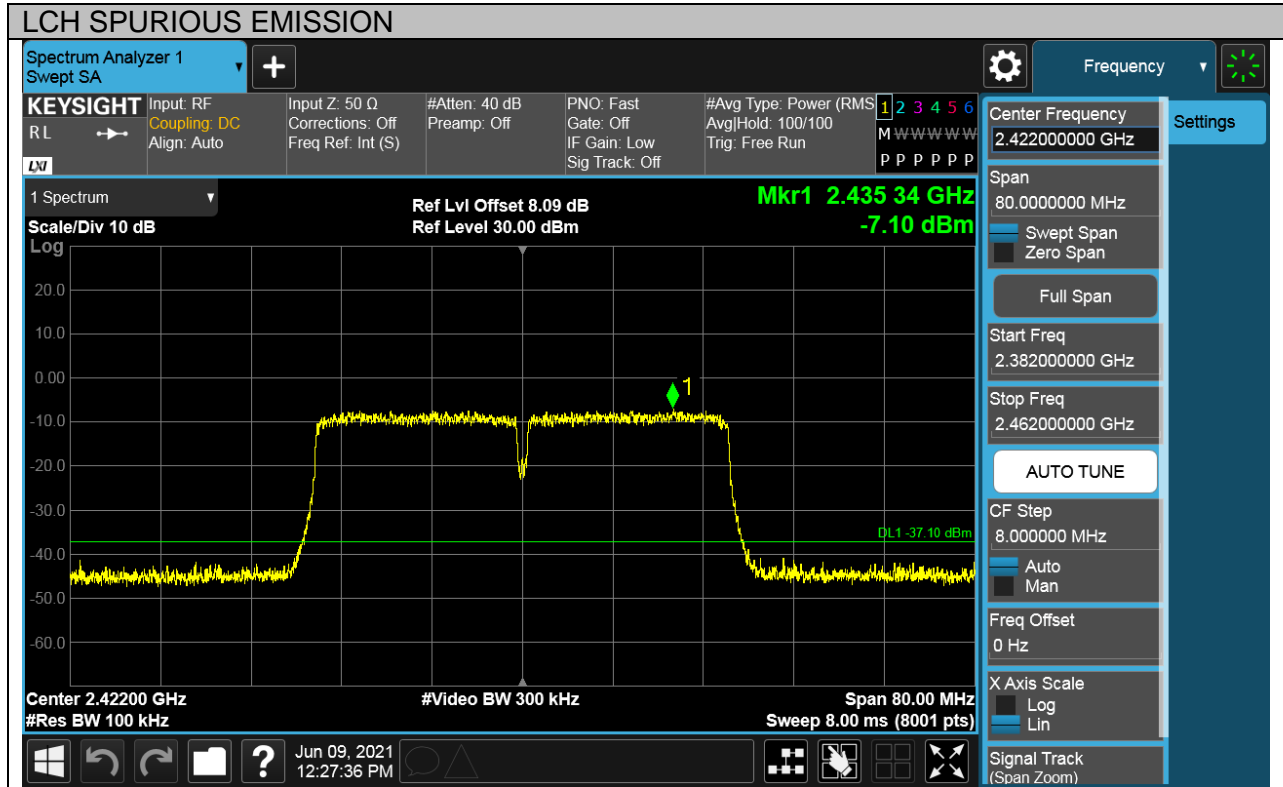 LCH SPURIOUS EMISSION
Spectrum Analyzer 1
Swept SA
+
Frequency
KEYSIGHT
RL
LXI
Input: RF
Coupling: DC
Align: Auto
Input Z: 50 Ω
Corrections: Off
Freq Ref: Int (S)
#Atten: 40 dB
Preamp: Off
PNO: Fast
Gate: Off
IF Gain: Low
Sig Track: Off
#Avg Type: Power (RMS
Avg|Hold: 100/100
Trig: Free Run
1 2 3 4 5 6
M W W W W W
P P P P P P
1 Spectrum
Scale/Div 10 dB
Ref Lvl Offset 8.09 dB
Ref Level 30.00 dBm
Mkr1 2.435 34 GHz
-7.10 dBm
Log
20.0
10.0
0.00
-10.0
-20.0
-30.0
-40.0
-50.0
-60.0
1
DL1 -37.10 dBm
Center 2.42200 GHz
#Video BW 300 kHz
Span 80.00 MHz
#Res BW 100 kHz
Sweep 8.00 ms (8001 pts)
Center Frequency
2.422000000 GHz
Settings
Span
80.0000000 MHz
Swept Span
Zero Span
Full Span
Start Freq
2.382000000 GHz
Stop Freq
2.462000000 GHz
AUTO TUNE
CF Step
8.000000 MHz
Auto
Man
Freq Offset
0 Hz
X Axis Scale
Log
Lin
Signal Track
(Span Zoom)
?
Jun 09, 2021
12:27:36 PM